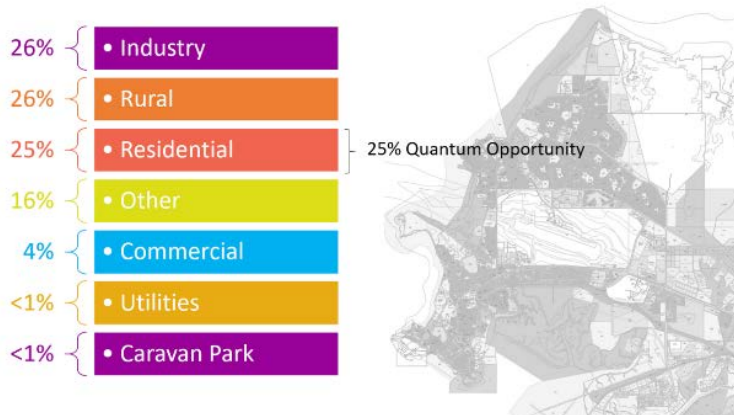 26% • Industry
26% • Rural
25% • Residential 25% Quantum Opportunity
16% • Other
4% • Commercial
<1% • Utilities
<1% • Caravan Park